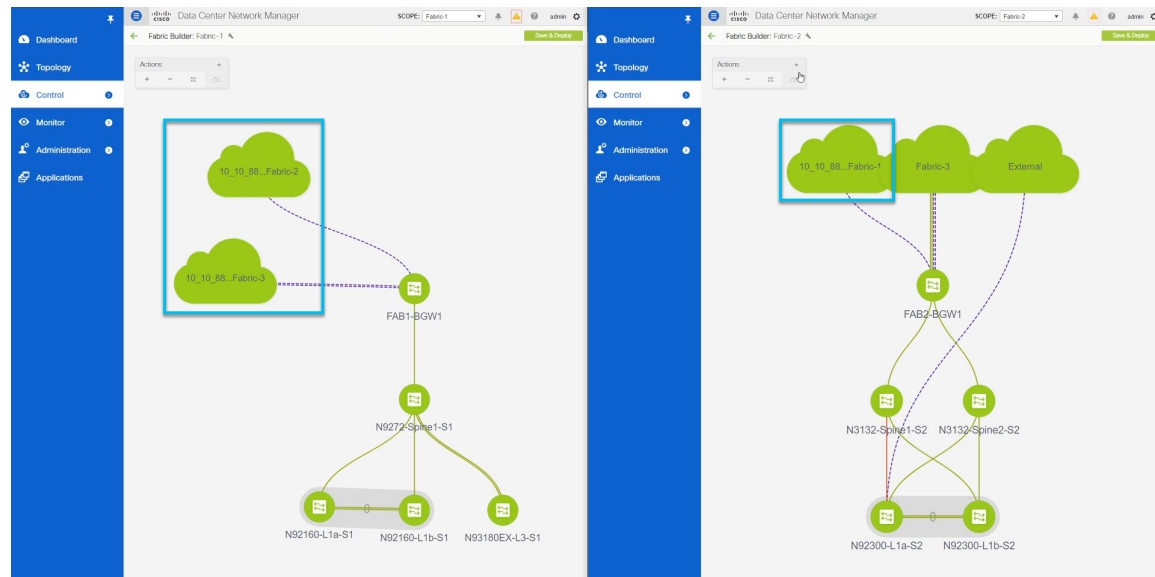 cisco Data Center Network Manager
SCOPE: Fabric-1
admin
Fabric Builder: Fabric-1
Save & Deploy
Dashboard
Topology
Control
Monitor
Administration
Applications
Actions
+
+ −
10_10_88...Fabric-2
10_10_88...Fabric-3
FAB1-BGW1
N9272-Spine1-S1
0
N92160-L1a-S1
N92160-L1b-S1
N93180EX-L3-S1
cisco Data Center Network Manager
SCOPE: Fabric-2
admin
Fabric Builder: Fabric-2
Save & Deploy
Dashboard
Topology
Control
Monitor
Administration
Applications
Actions
+
+ −
10_10_88...Fabric-1
Fabric-3
External
FAB2-BGW1
N3132-Spine1-S2
N3132-Spine2-S2
0
N92300-L1a-S2
N92300-L1b-S2